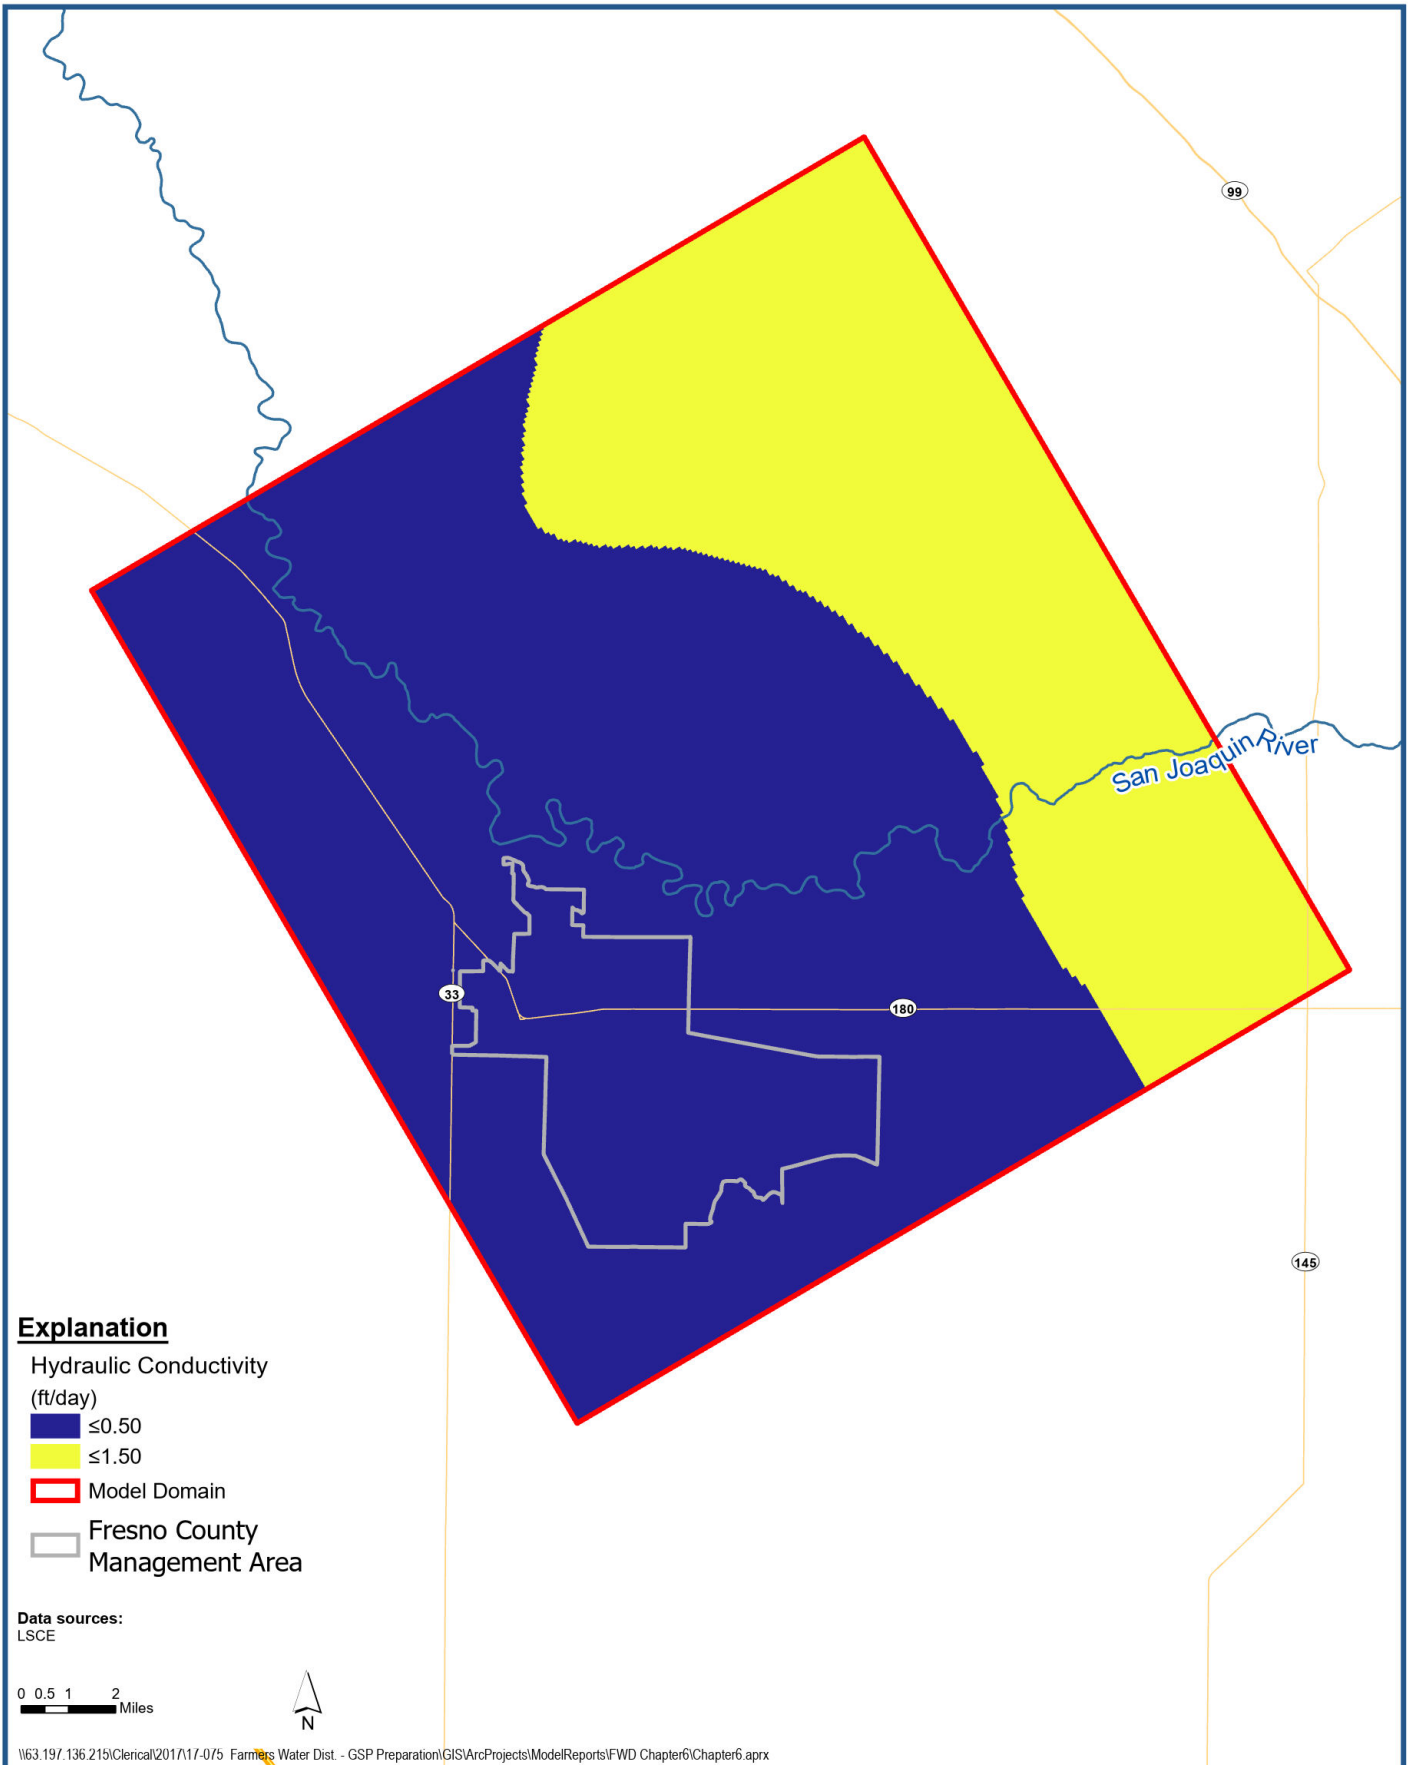 99
San Joaquin River
33
180
145
Explanation
Hydraulic Conductivity
(ft/day)
≤0.50
≤1.50
Model Domain
Fresno County
Management Area
Data sources:
LSCE
0 0.5 1 2
Miles
N
\\63.197.136.215\Clerical\2017\17-075 Farmers Water Dist. - GSP Preparation\GIS\ArcProjects\ModelReports\FWD Chapter6\Chapter6.aprx